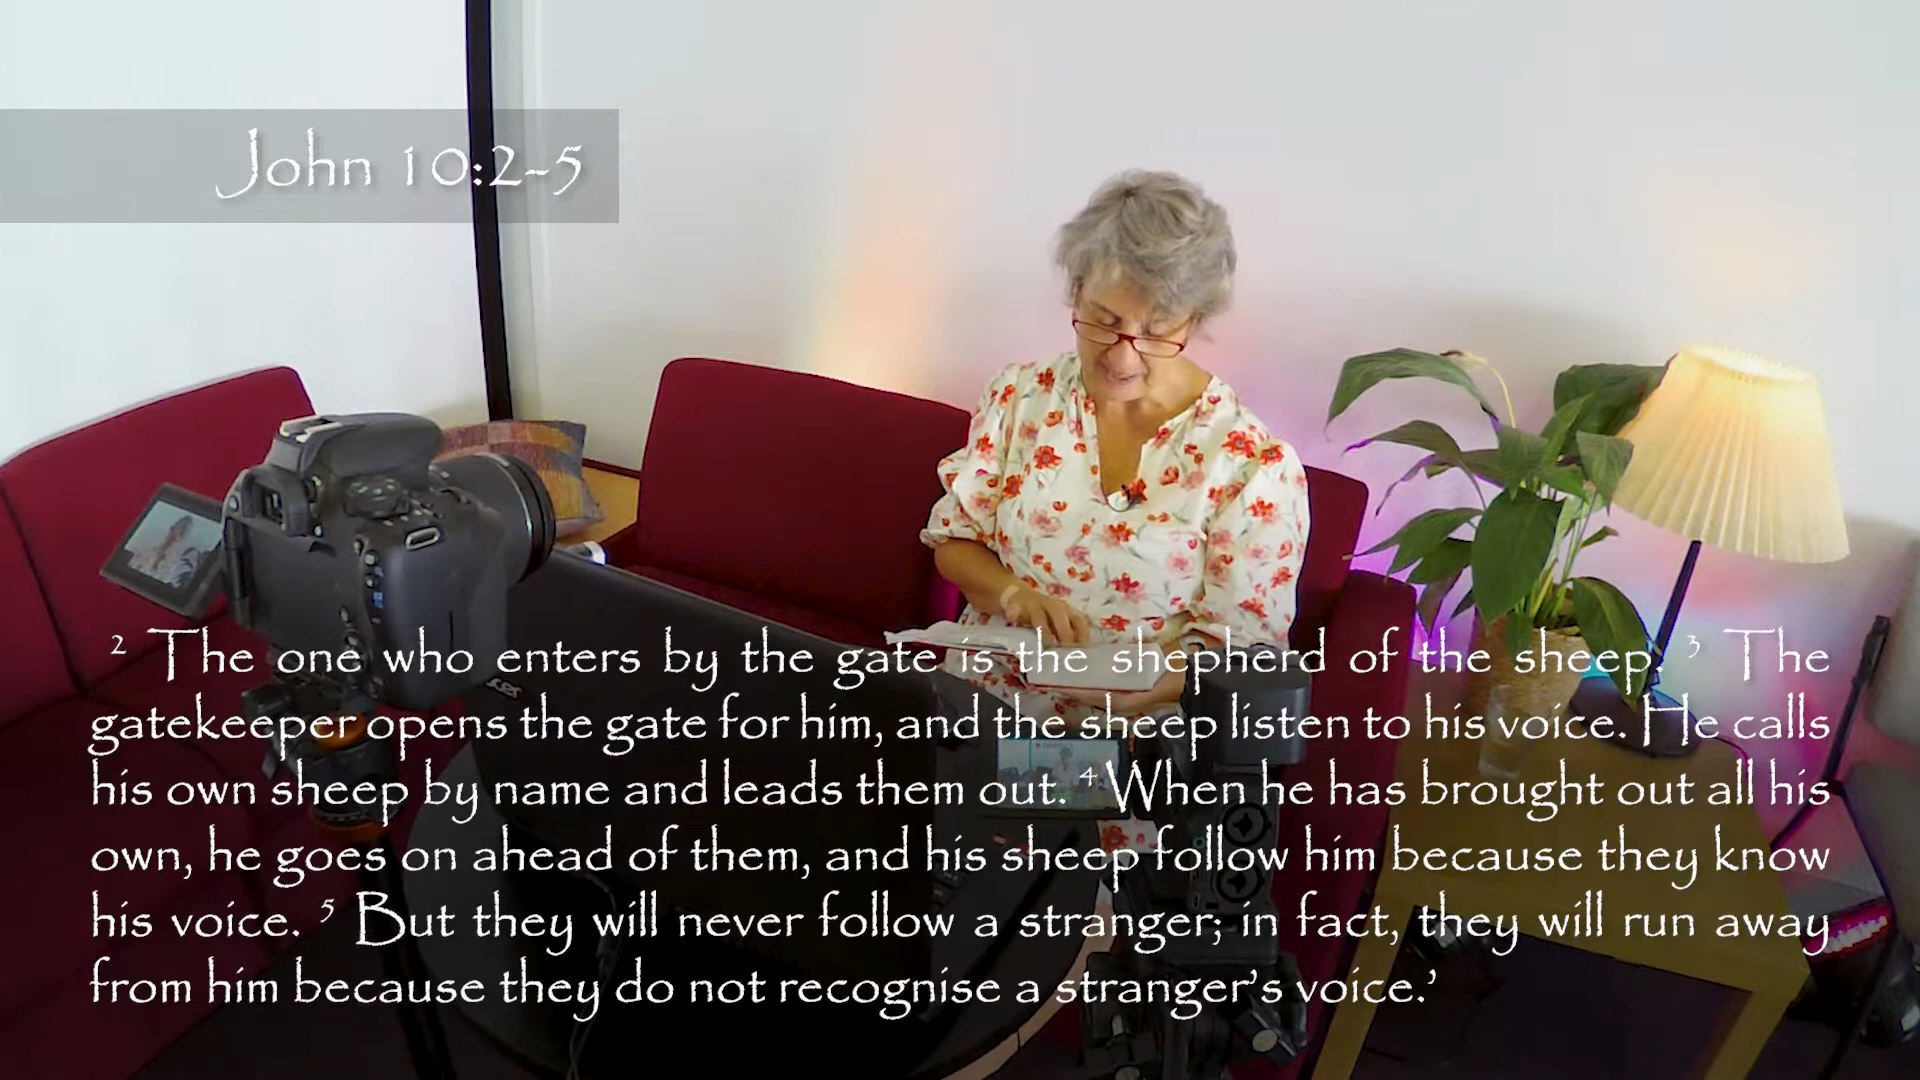 John 10:2-5
² The one who enters by the gate is the shepherd of the sheep. ³ The
gatekeeper opens the gate for him, and the sheep listen to his voice. He calls
his own sheep by name and leads them out. ⁴ When he has brought out all his
own, he goes on ahead of them, and his sheep follow him because they know
his voice. ⁵ But they will never follow a stranger; in fact, they will run away
from him because they do not recognise a stranger's voice.'
acer